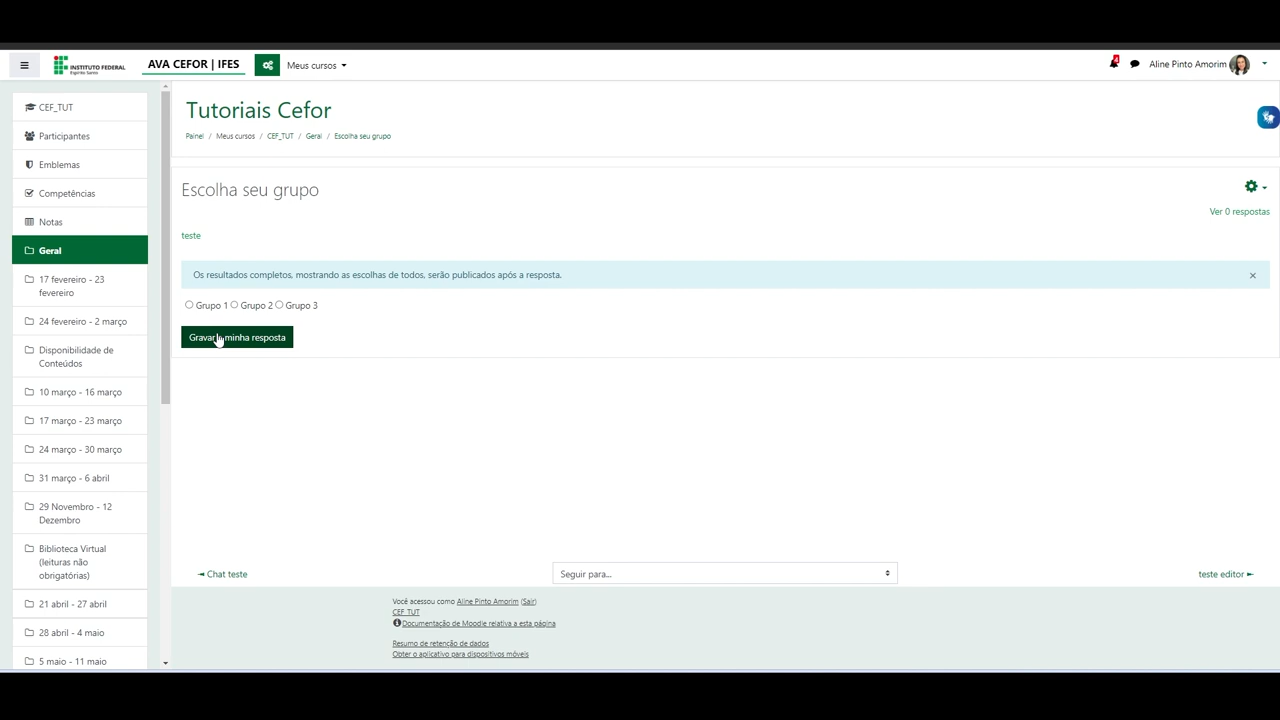 INSTITUTO FEDERAL
Espírito Santo
AVA CEFOR | IFES
Meus cursos
4
Aline Pinto Amorim
CEF_TUT
Participantes
Emblemas
Competências
Notas
Geral
17 fevereiro - 23
fevereiro
24 fevereiro - 2 março
Disponibilidade de
Conteúdos
10 março - 16 março
17 março - 23 março
24 março - 30 março
31 março - 6 abril
29 Novembro - 12
Dezembro
Biblioteca Virtual
(leituras não
obrigatórias)
21 abril - 27 abril
28 abril - 4 maio
5 maio - 11 maio
Tutoriais Cefor
Painel / Meus cursos / CEF_TUT / Geral / Escolha seu grupo
Escolha seu grupo
Ver 0 respostas
teste
Os resultados completos, mostrando as escolhas de todos, serão publicados após a resposta.
Grupo 1 Grupo 2 Grupo 3
Gravar minha resposta
◄ Chat teste
Seguir para...
teste editor ►
Você acessou como Aline Pinto Amorim (Sair)
CEF_TUT
Documentação de Moodle relativa a esta página
Resumo de retenção de dados
Obter o aplicativo para dispositivos móveis